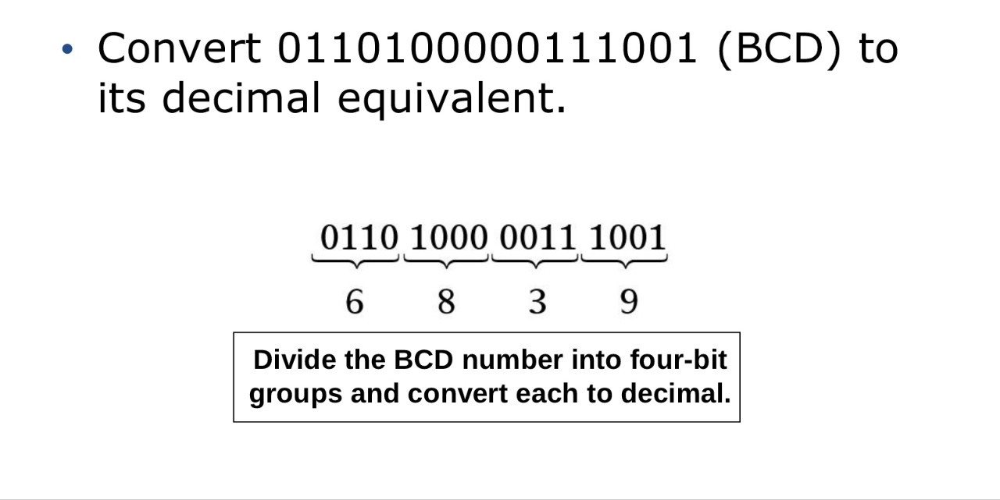 • Convert 0110100000111001 (BCD) to
its decimal equivalent.
0110 1000 0011 1001
6 8 3 9
Divide the BCD number into four-bit
groups and convert each to decimal.